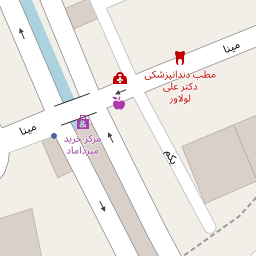 مینا
مطب دندانپزشکی
دکتر علی
لولاور
مینا
مرکز خرید
میرداماد
یکم